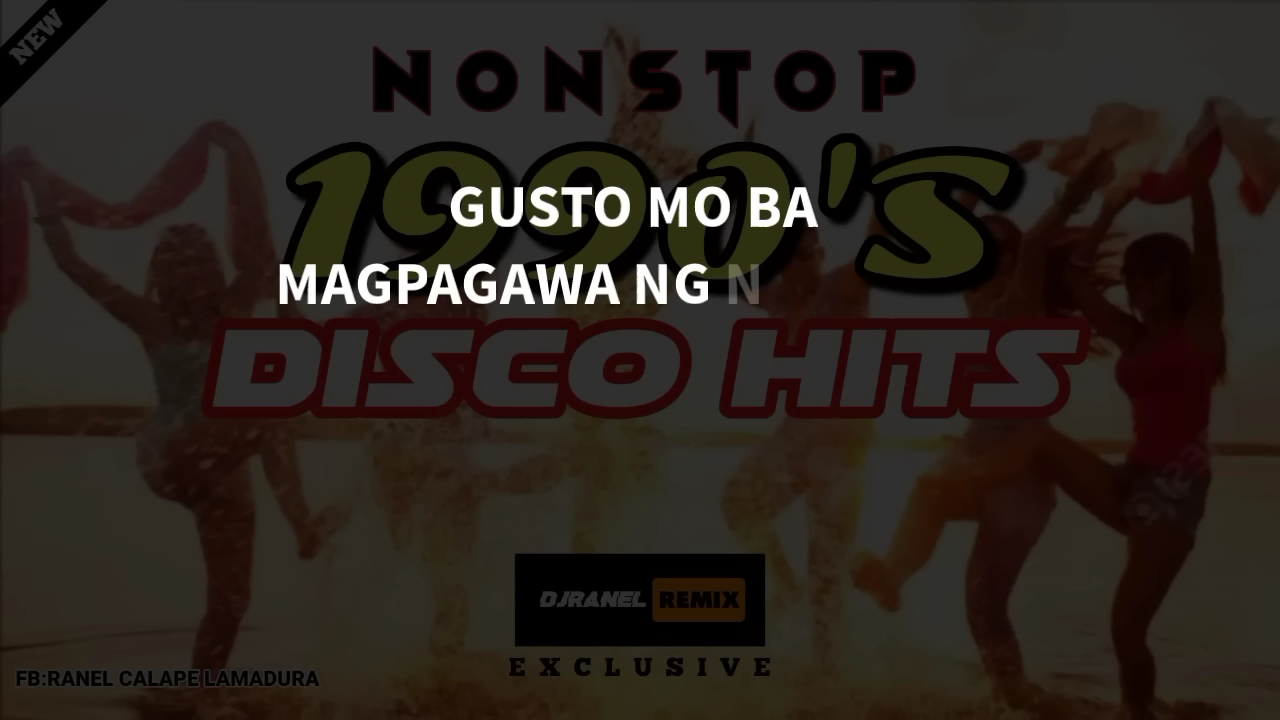 NEW
NONSTOP
1990'S
GUSTO MO BA
MAGPAGAWA NG N
DISCO HITS
DJRANEL REMIX
EXCLUSIVE
FB:RANEL CALAPE LAMADURA